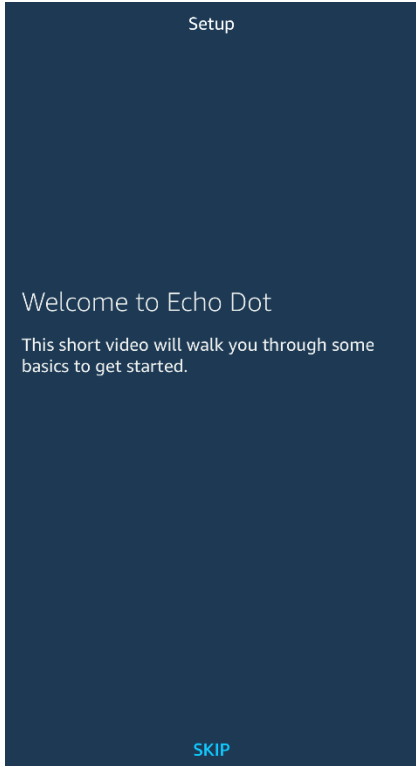 Setup
Welcome to Echo Dot
This short video will walk you through some
basics to get started.
SKIP